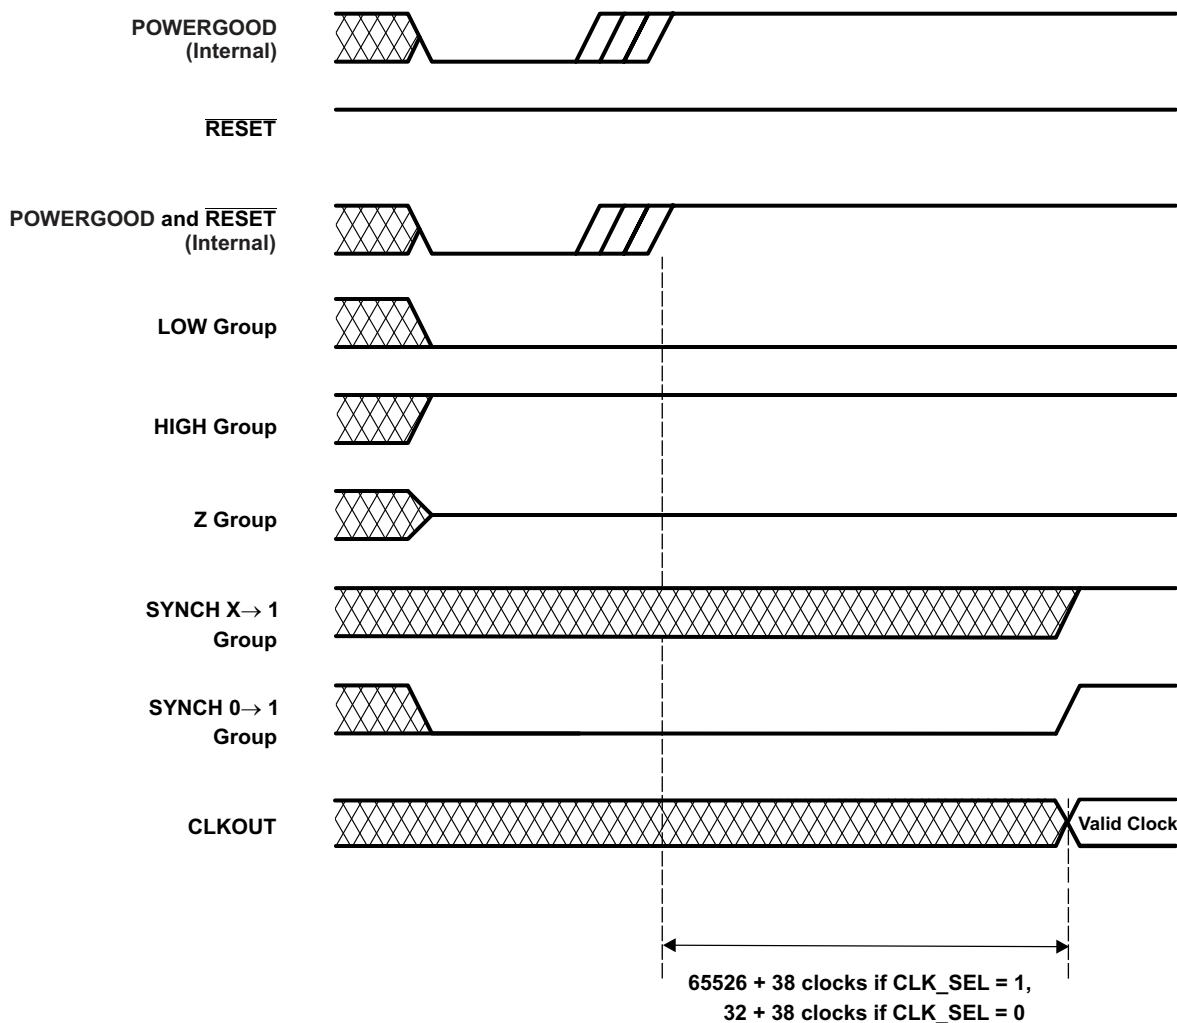 POWERGOOD
(Internal)
RESET
POWERGOOD and RESET
(Internal)
LOW Group
HIGH Group
Z Group
SYNCH X→ 1
Group
SYNCH 0→ 1
Group
CLKOUT
Valid Clock
65526 + 38 clocks if CLK_SEL = 1,
32 + 38 clocks if CLK_SEL = 0